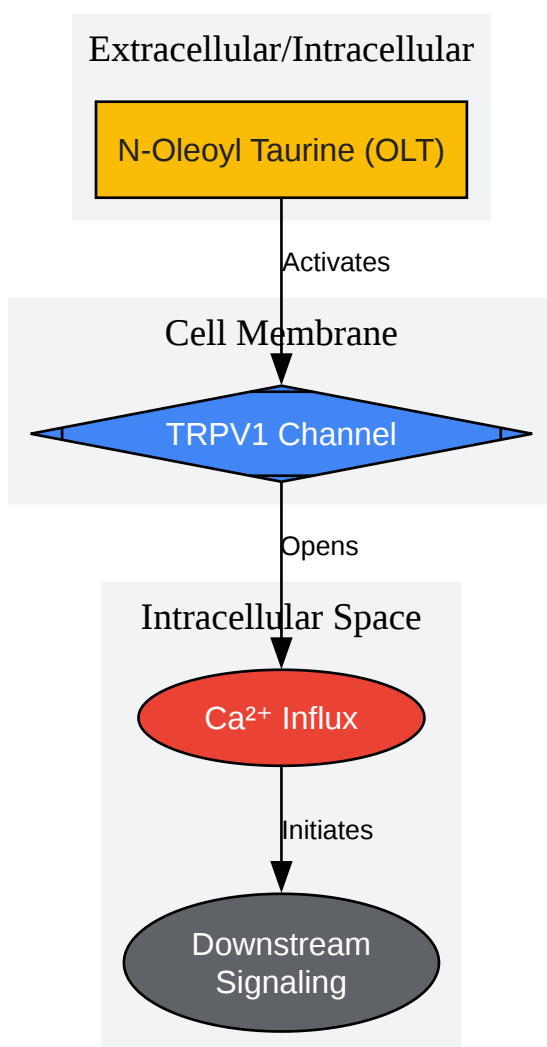 Extracellular/Intracellular
N-Oleoyl Taurine (OLT)
Activates
Cell Membrane
TRPV1 Channel
Opens
Intracellular Space
Ca²⁺ Influx
Initiates
Downstream
Signaling